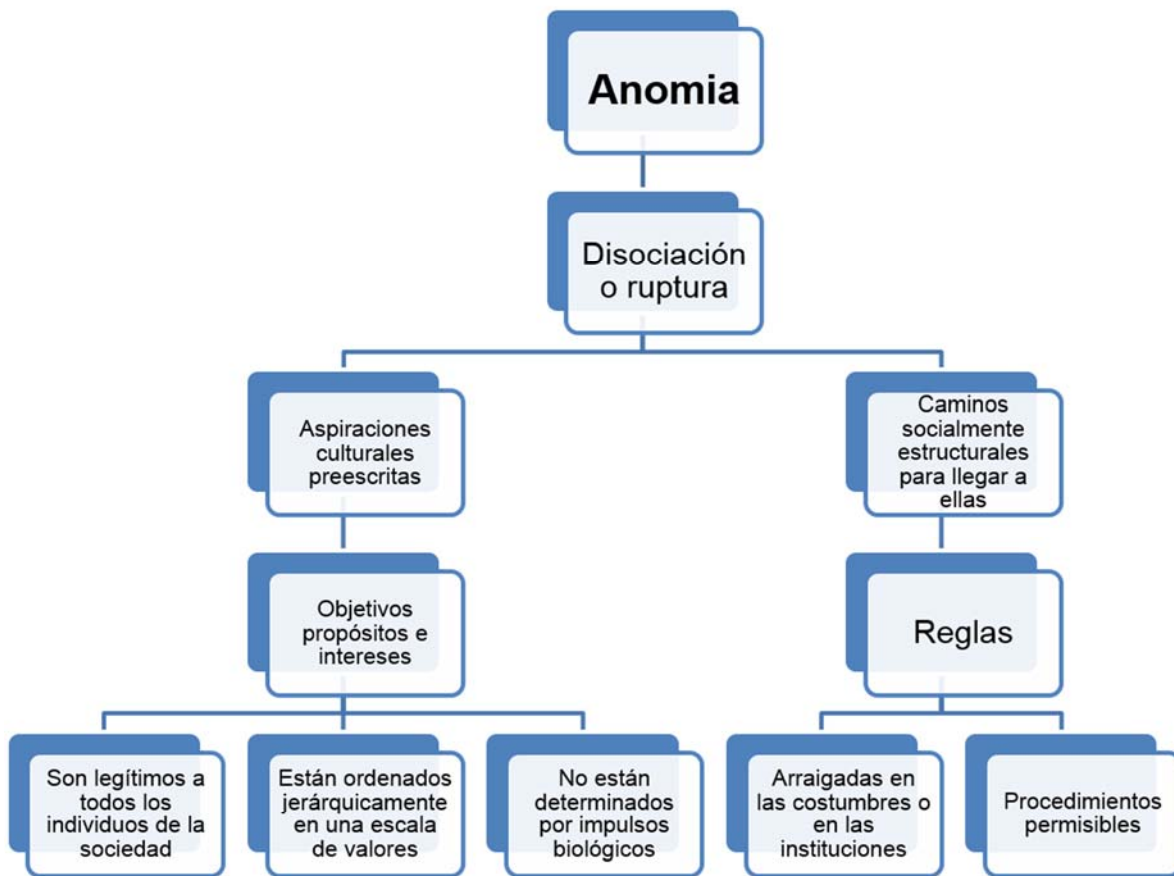 Anomia
Disociación
o ruptura
Aspiraciones
culturales
preescritas
Caminos
socialmente
estructurales
para llegar a
ellas
Objetivos
propósitos e
intereses
Reglas
Son legítimos a
todos los
individuos de la
sociedad
Están ordenados
jerárquicamente
en una escala
de valores
No están
determinados
por impulsos
biológicos
Arraigadas en
las costumbres o
en las
instituciones
Procedimientos
permisibles